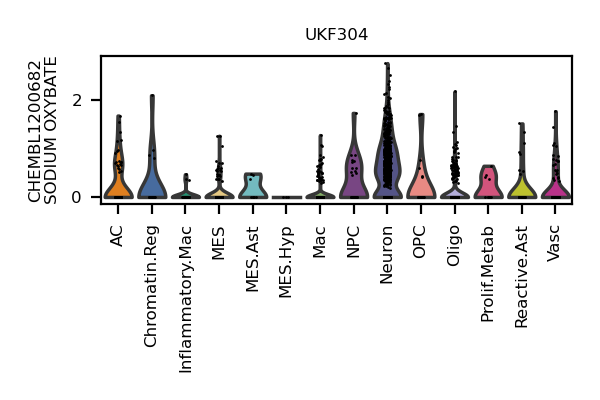 UKF304
CHEMBL1200682
SODIUM OXYBATE
2
0
AC
Chromatin.Reg
Inflammatory.Mac
MES
MES.Ast
MES.Hyp
Mac
NPC
Neuron
OPC
Oligo
Prolif.Metab
Reactive.Ast
Vasc